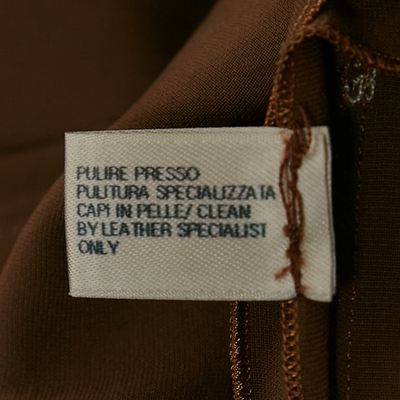 PULIRE PRESSO
PULITURA SPECIALIZZATA
CAPI IN PELLE/ CLEAN
BY LEATHER SPECIALIST
ONLY